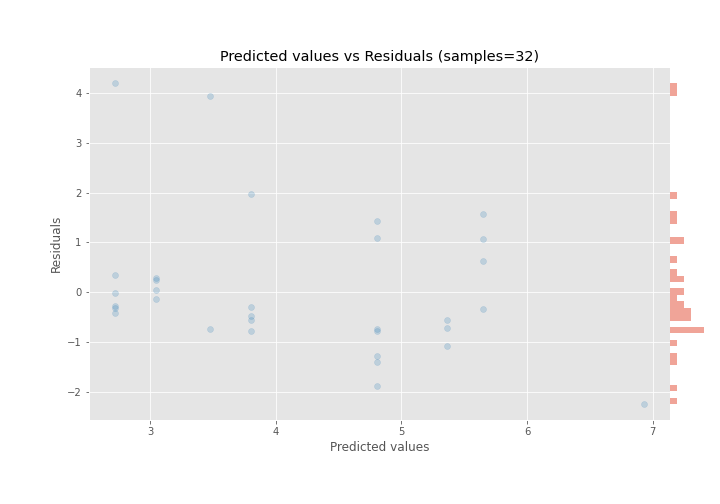 Predicted values vs Residuals (samples=32)
4
3
2
1
0
−1
−2
Residuals
3 4 5 6 7
Predicted values